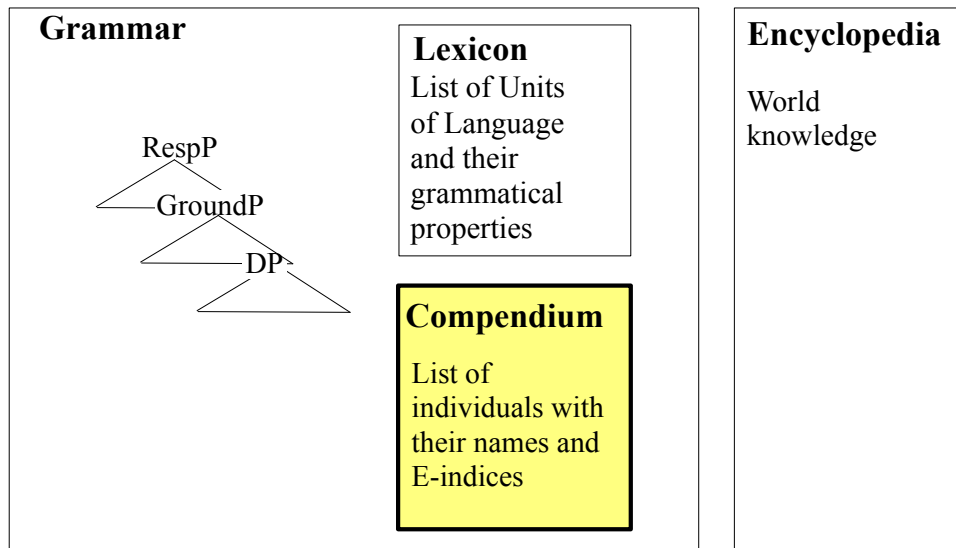 Grammar
RespP
GroundP
DP
Lexicon
List of Units
of Language
and their
grammatical
properties
Compendium
List of
individuals with
their names and
E-indices
Encyclopedia
World
knowledge